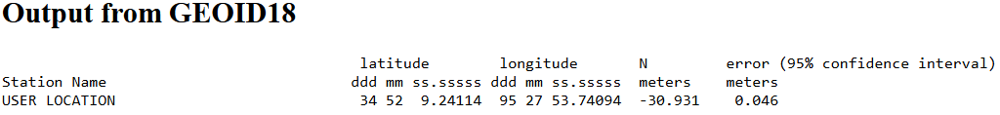 Output from GEOID18
latitude longitude N error (95% confidence interval)
Station Name ddd mm ss.sssss ddd mm ss.sssss meters meters
USER LOCATION 34 52 9.24114 95 27 53.74094 -30.931 0.046